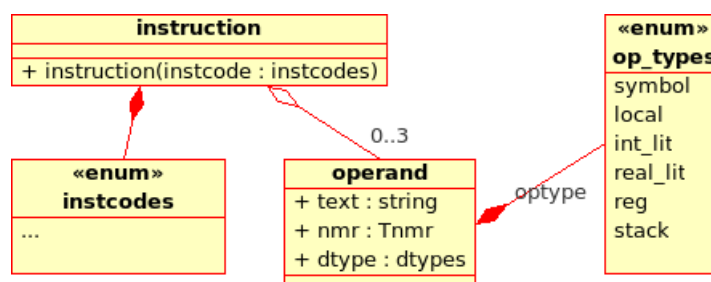 instruction
+ instruction(instcode : instcodes)
«enum»
op_types
symbol
local
int_lit
real_lit
reg
stack
0..3
«enum»
instcodes
...
operand
+ text : string
+ nmr : Tnmr
+ dtype : dtypes
optype